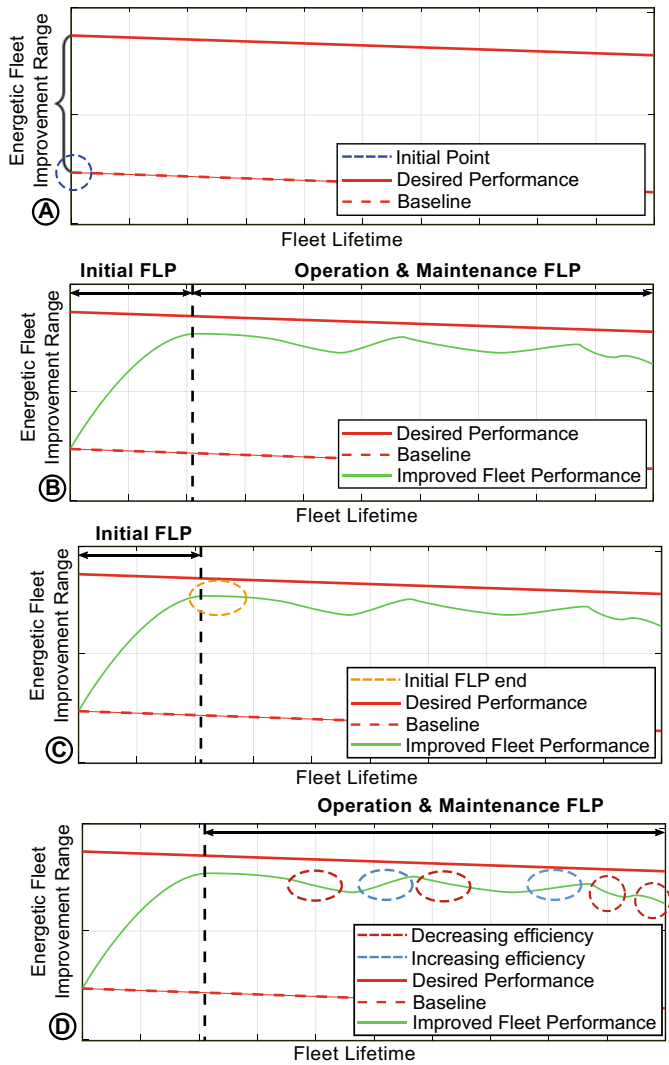 Energetic Fleet
Improvement Range
Initial Point
Desired Performance
Baseline
A
Fleet Lifetime
Initial FLP
Operation & Maintenance FLP
Energetic Fleet
Improvement Range
Desired Performance
Baseline
Improved Fleet Performance
B
Fleet Lifetime
Initial FLP
Energetic Fleet
Improvement Range
Initial FLP end
Desired Performance
Baseline
Improved Fleet Performance
C
Fleet Lifetime
Operation & Maintenance FLP
Energetic Fleet
Improvement Range
Decreasing efficiency
Increasing efficiency
Desired Performance
Baseline
Improved Fleet Performance
D
Fleet Lifetime